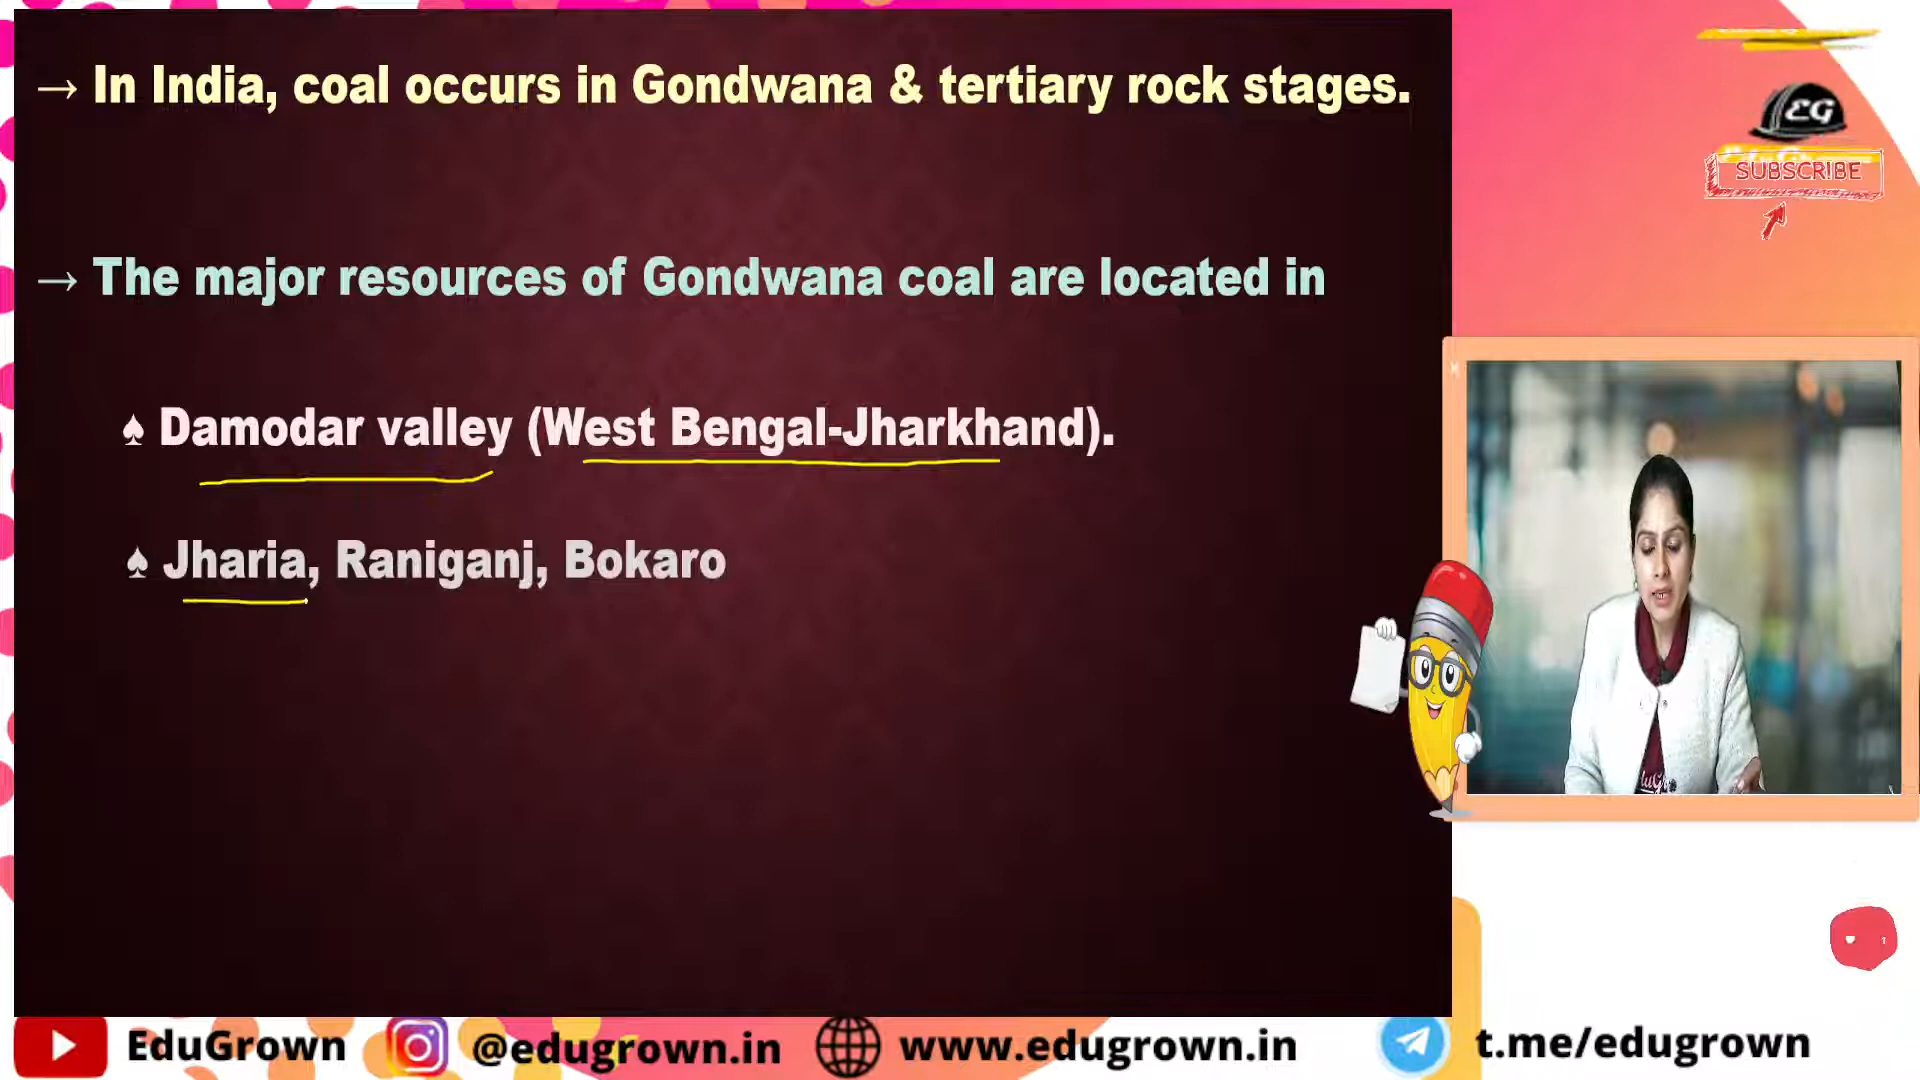 → In India, coal occurs in Gondwana & tertiary rock stages.
EG
SUBSCRIBE
→ The major resources of Gondwana coal are located in
♠ Damodar valley (West Bengal-Jharkhand).
♠ Jharia, Raniganj, Bokaro
EduGrown
@edugrown.in
www.edugrown.in
t.me/edugrown